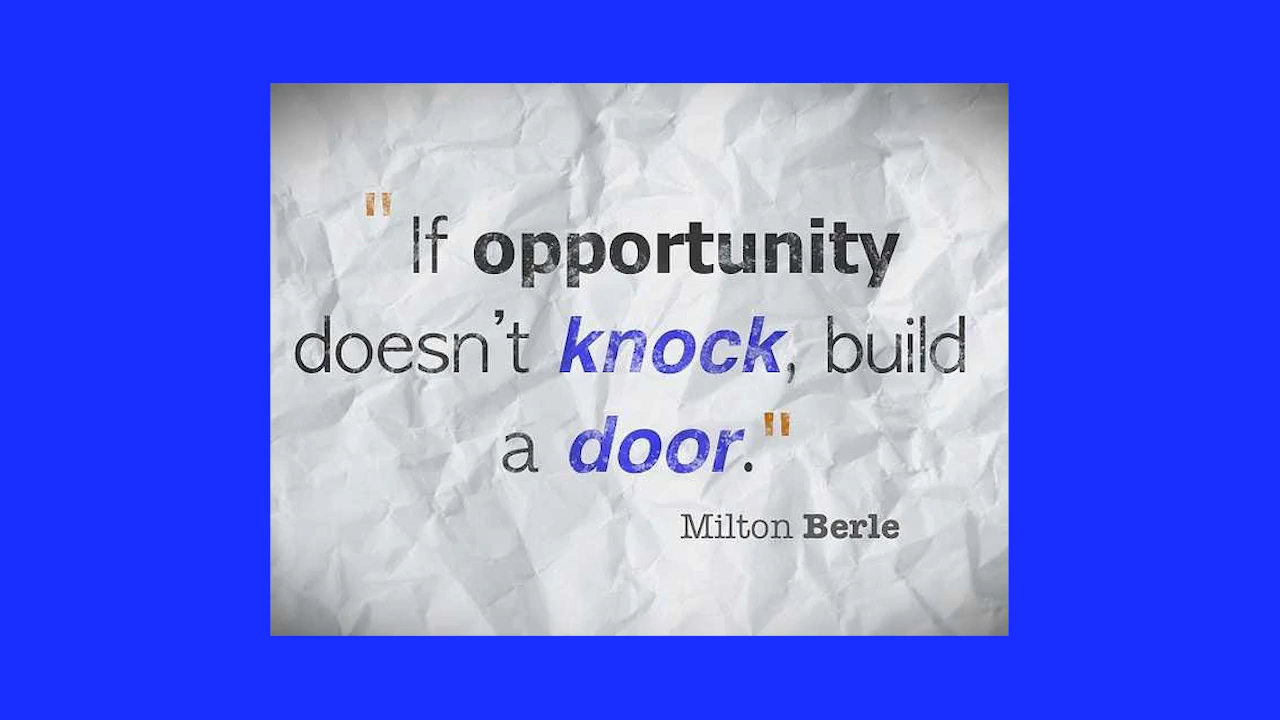 "If opportunity
doesn't knock, build
a door."
Milton Berle